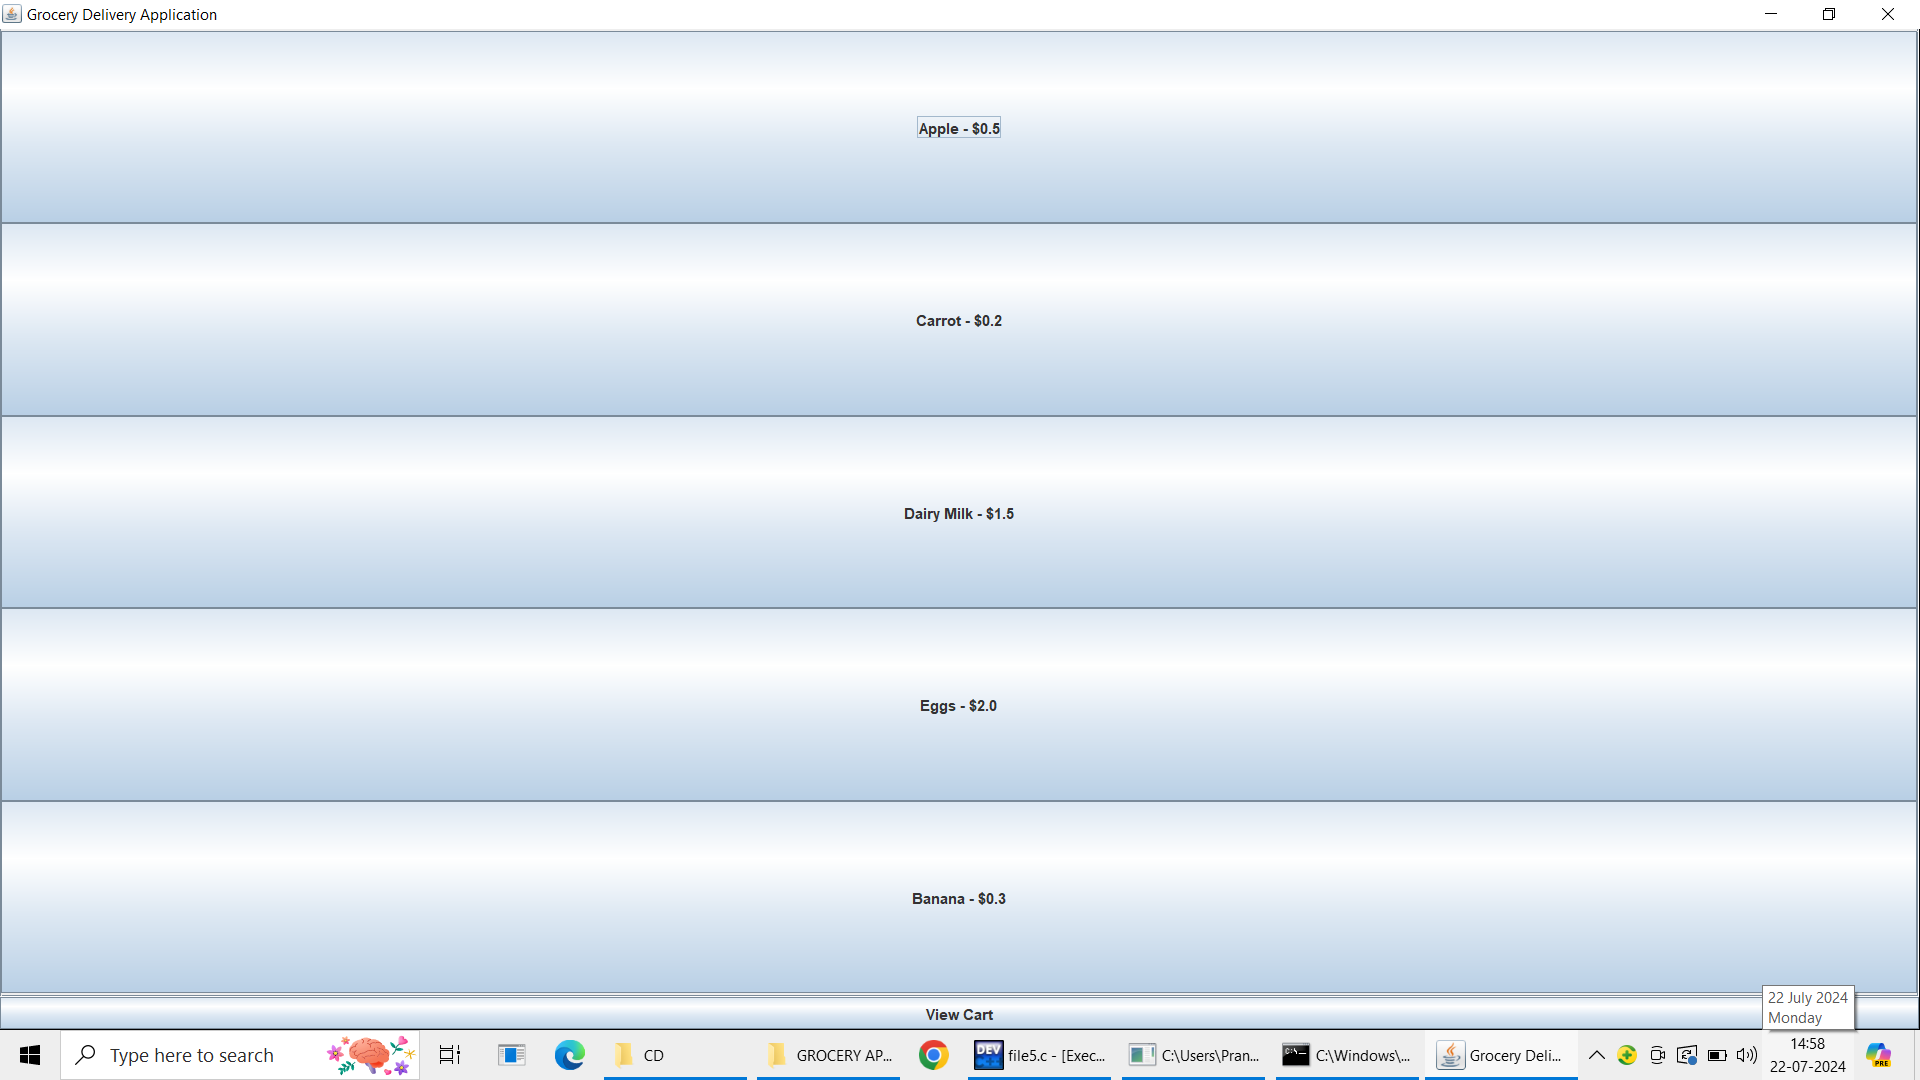 Grocery Delivery Application
Apple - $0.5
Carrot - $0.2
Dairy Milk - $1.5
Eggs - $2.0
Banana - $0.3
View Cart
22 July 2024
Monday
Type here to search
CD
GROCERY AP...
DEV
file5.c - [Exec...
C:\Users\Pran...
C:\Windows\...
Grocery Deli...
14:58
22-07-2024
PRE